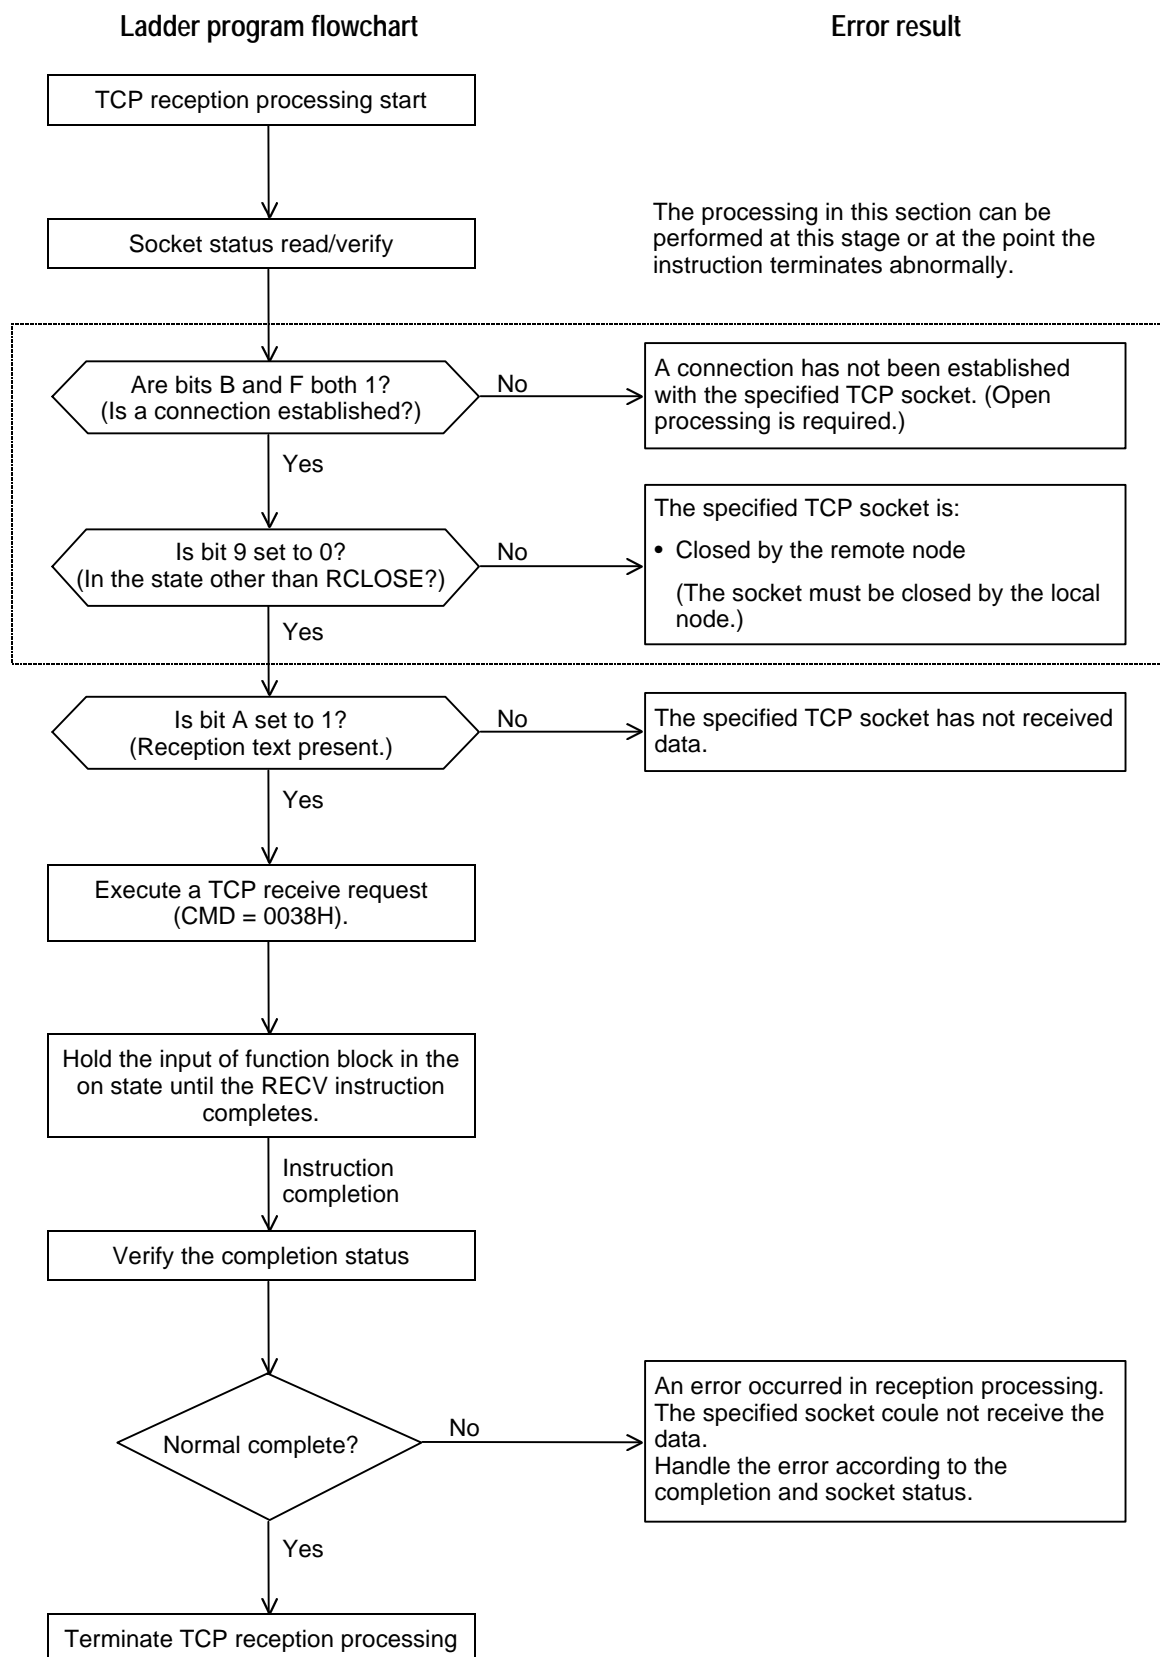 Ladder program flowchart
Error result
TCP reception processing start
Socket status read/verify
The processing in this section can be
performed at this stage or at the point the
instruction terminates abnormally.
Are bits B and F both 1?
(Is a connection established?)
No
A connection has not been established
with the specified TCP socket. (Open
processing is required.)
Yes
Is bit 9 set to 0?
(In the state other than RCLOSE?)
No
The specified TCP socket is:
• Closed by the remote node
(The socket must be closed by the local
node.)
Yes
Is bit A set to 1?
(Reception text present.)
No
The specified TCP socket has not received
data.
Yes
Execute a TCP receive request
(CMD = 0038H).
Hold the input of function block in the
on state until the RECV instruction
completes.
Instruction
completion
Verify the completion status
Normal complete?
No
An error occurred in reception processing.
The specified socket coule not receive the
data.
Handle the error according to the
completion and socket status.
Yes
Terminate TCP reception processing